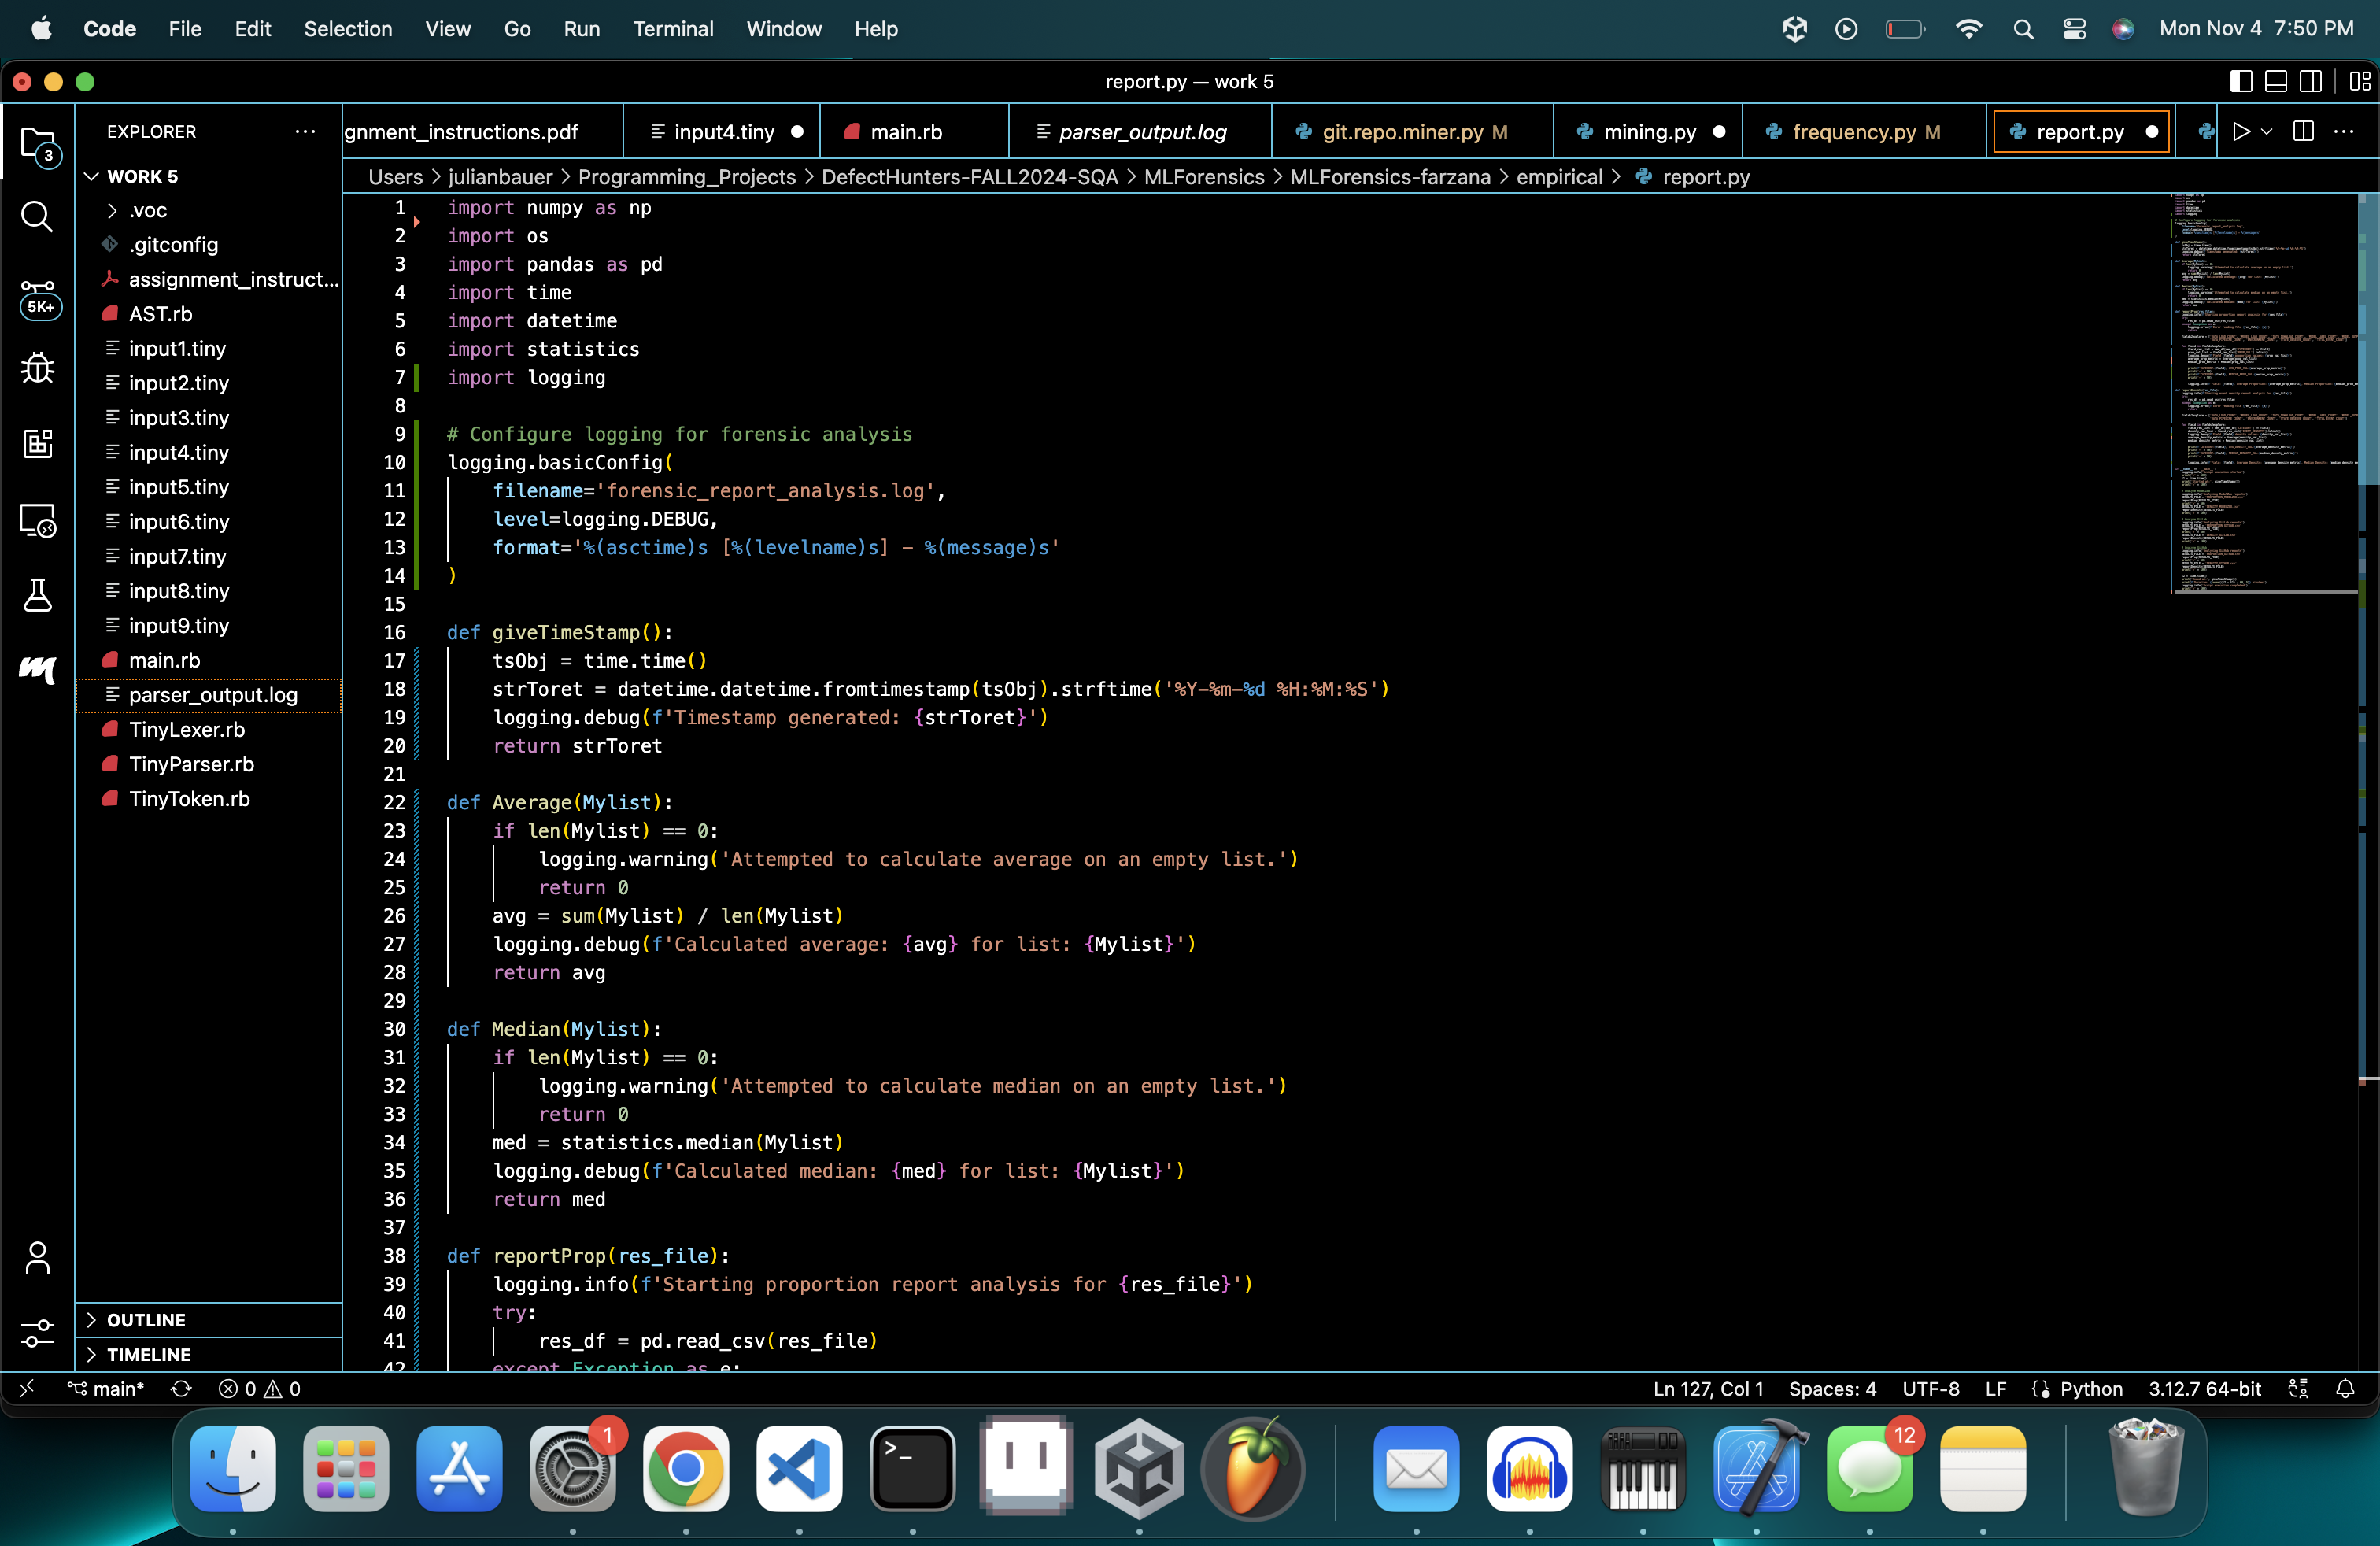 Code File Edit Selection View Go Run Terminal Window Help Mon Nov 4 7:50 PM
report.py — work 5
EXPLORER
gnment_instructions.pdf input4.tiny main.rb parser_output.log git.repo.miner.py M mining.py frequency.py M report.py
Users > julianbauer > Programming_Projects > DefectHunters-FALL2024-SQA > MLForensics > MLForensics-farzana > empirical > report.py
3
5K+
WORK 5
.voc
.gitconfig
assignment_instruct...
AST.rb
input1.tiny
input2.tiny
input3.tiny
input4.tiny
input5.tiny
input6.tiny
input7.tiny
input8.tiny
input9.tiny
main.rb
parser_output.log
TinyLexer.rb
TinyParser.rb
TinyToken.rb
OUTLINE
TIMELINE
1 import numpy as np
2 import os
3 import pandas as pd
4 import time
5 import datetime
6 import statistics
7 import logging
8
9 # Configure logging for forensic analysis
10 logging.basicConfig(
11     filename='forensic_report_analysis.log',
12     level=logging.DEBUG,
13     format='%(asctime)s [%(levelname)s] - %(message)s'
14 )
15
16 def giveTimeStamp():
17     tsObj = time.time()
18     strToret = datetime.datetime.fromtimestamp(tsObj).strftime('%Y-%m-%d %H:%M:%S')
19     logging.debug(f'Timestamp generated: {strToret}')
20     return strToret
21
22 def Average(Mylist):
23     if len(Mylist) == 0:
24         logging.warning('Attempted to calculate average on an empty list.')
25         return 0
26     avg = sum(Mylist) / len(Mylist)
27     logging.debug(f'Calculated average: {avg} for list: {Mylist}')
28     return avg
29
30 def Median(Mylist):
31     if len(Mylist) == 0:
32         logging.warning('Attempted to calculate median on an empty list.')
33         return 0
34     med = statistics.median(Mylist)
35     logging.debug(f'Calculated median: {med} for list: {Mylist}')
36     return med
37
38 def reportProp(res_file):
39     logging.info(f'Starting proportion report analysis for {res_file}')
40     try:
41         res_df = pd.read_csv(res_file)
42     except Exception as e:
main* 0 0 Ln 127, Col 1 Spaces: 4 UTF-8 LF Python 3.12.7 64-bit
1
12